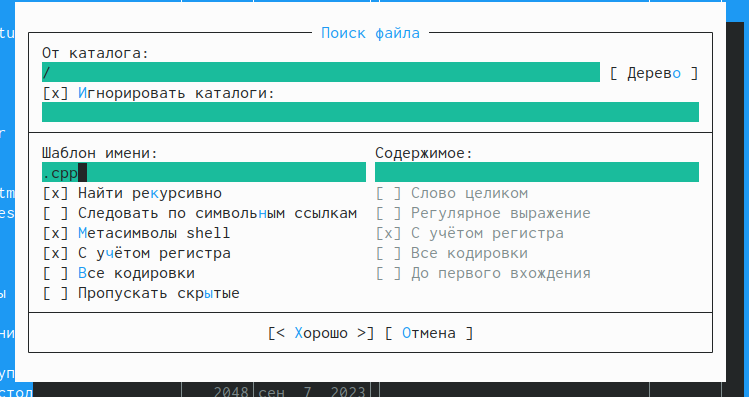 Поиск файла
От каталога:
/ [ Дерево ]
[x] Игнорировать каталоги:
Шаблон имени: Содержимое:
.cpp
[x] Найти рекурсивно [ ] Слово целиком
[ ] Следовать по символьным ссылкам [ ] Регулярное выражение
[x] Метасимволы shell [x] С учётом регистра
[x] С учётом регистра [ ] Все кодировки
[ ] Все кодировки [ ] До первого вхождения
[ ] Пропускать скрытые
[< Хорошо >] [ Отмена ]
2048 сен 7 2023